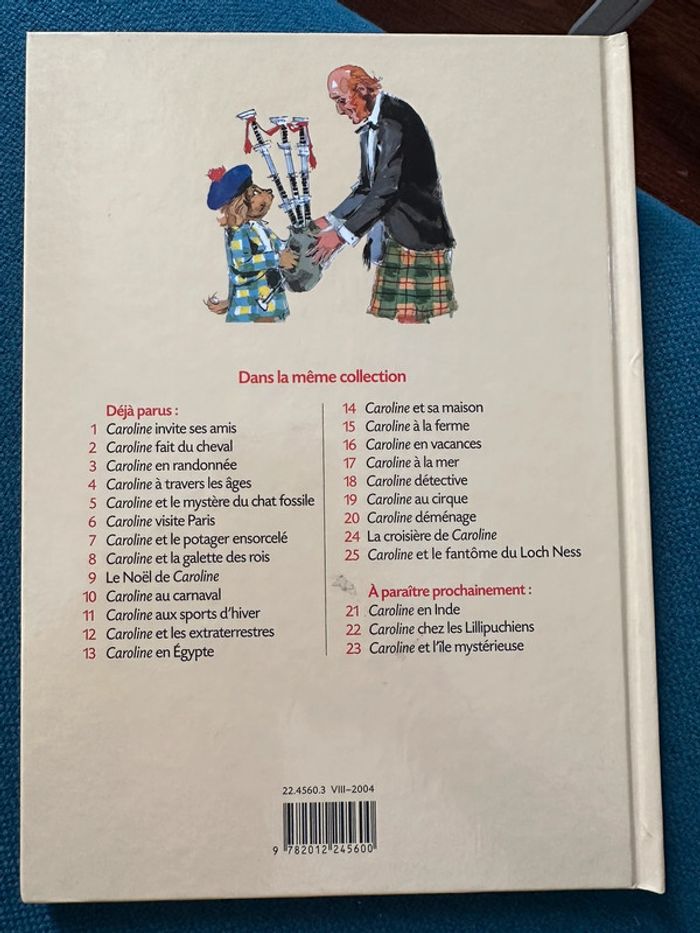 Dans la même collection
Déjà parus :
1 Caroline invite ses amis
2 Caroline fait du cheval
3 Caroline en randonnée
4 Caroline à travers les âges
5 Caroline et le mystère du chat fossile
6 Caroline visite Paris
7 Caroline et le potager ensorcelé
8 Caroline et la galette des rois
9 Le Noël de Caroline
10 Caroline au carnaval
11 Caroline aux sports d'hiver
12 Caroline et les extraterrestres
13 Caroline en Égypte
14 Caroline et sa maison
15 Caroline à la ferme
16 Caroline en vacances
17 Caroline à la mer
18 Caroline détective
19 Caroline au cirque
20 Caroline déménage
24 La croisière de Caroline
25 Caroline et le fantôme du Loch Ness
À paraître prochainement :
21 Caroline en Inde
22 Caroline chez les Lillipuchiens
23 Caroline et l'île mystérieuse
22.4560.3 VIII–2004
9 782012 245600